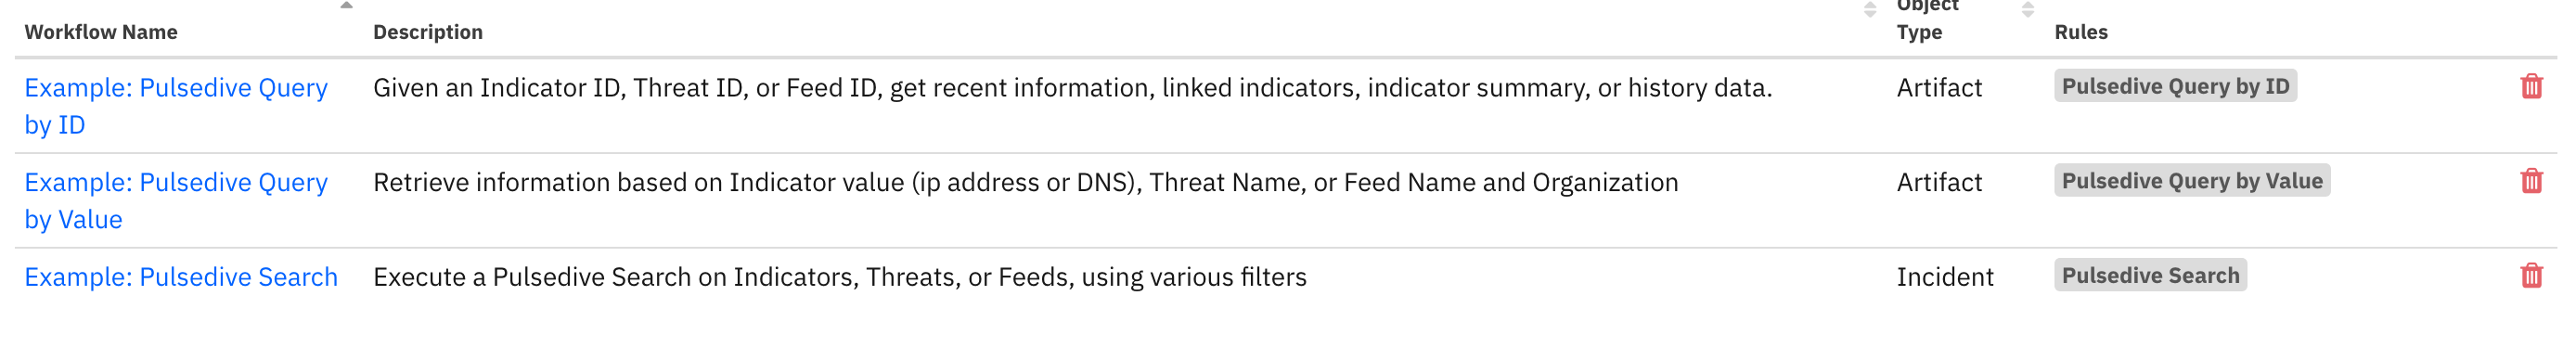 Workflow Name Description Object Type Rules
Example: Pulsedive Query by ID Given an Indicator ID, Threat ID, or Feed ID, get recent information, linked indicators, indicator summary, or history data. Artifact Pulsedive Query by ID
Example: Pulsedive Query by Value Retrieve information based on Indicator value (ip address or DNS), Threat Name, or Feed Name and Organization Artifact Pulsedive Query by Value
Example: Pulsedive Search Execute a Pulsedive Search on Indicators, Threats, or Feeds, using various filters Incident Pulsedive Search